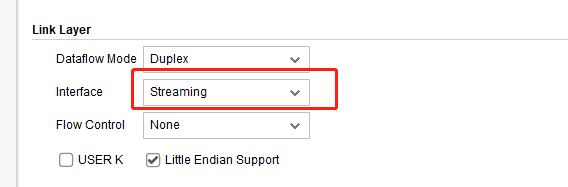 Link Layer
Dataflow Mode Duplex
Interface Streaming
Flow Control None
USER K Little Endian Support